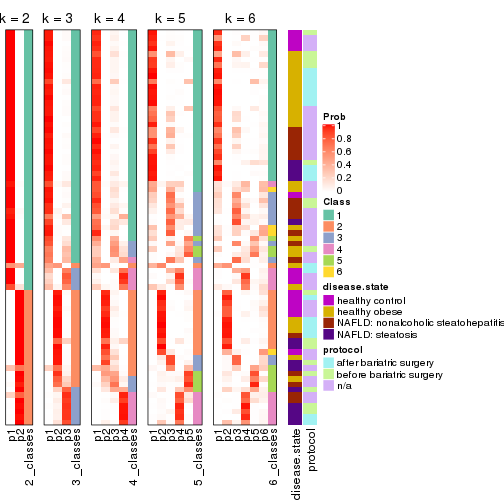 k = 2 k = 3 k = 4 k = 5 k = 6
Prob
1
0.8
0.6
0.4
0.2
0
Class
1
2
3
4
5
6
disease.state
healthy control
healthy obese
NAFLD: nonalcoholic steatohepatitis
NAFLD: steatosis
protocol
after bariatric surgery
before bariatric surgery
n/a
p1 p2 2_classes p1 p2 p3 3_classes p1 p2 p3 p4 4_classes p1 p2 p3 p4 p5 5_classes p1 p2 p3 p4 p5 p6 6_classes disease.state protocol